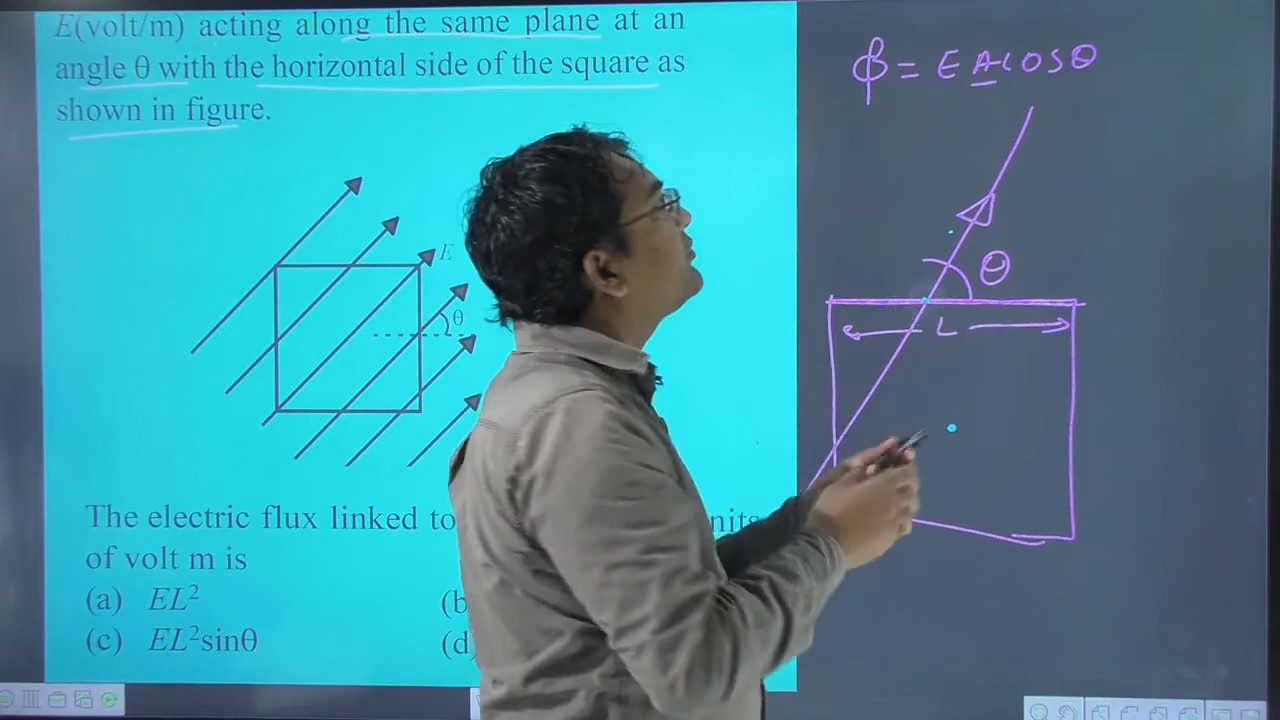 E(volt/m) acting along the same plane at an
angle θ with the horizontal side of the square as
shown in figure.
E
θ
The electric flux linked to
of volt m is
(a) EL²
(b
(c) EL²sinθ
(d
ϕ = E A cos θ
θ
L